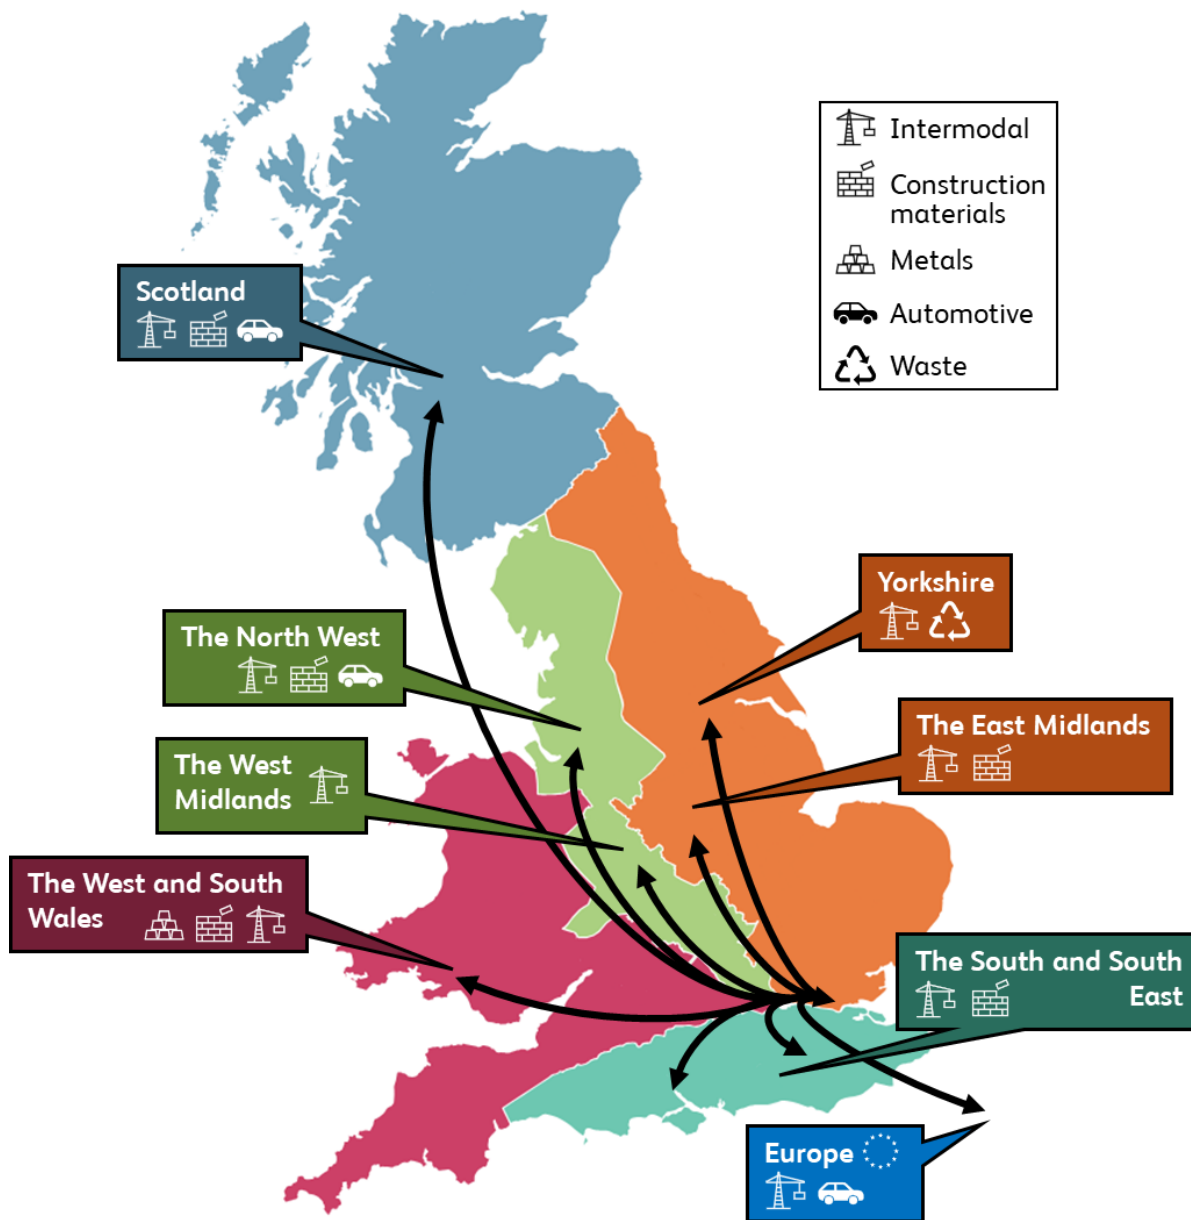 Intermodal
Construction
materials
Metals
Automotive
Waste
Scotland
Yorkshire
The North West
The East Midlands
The West
Midlands
The West and South
Wales
The South and South
East
Europe